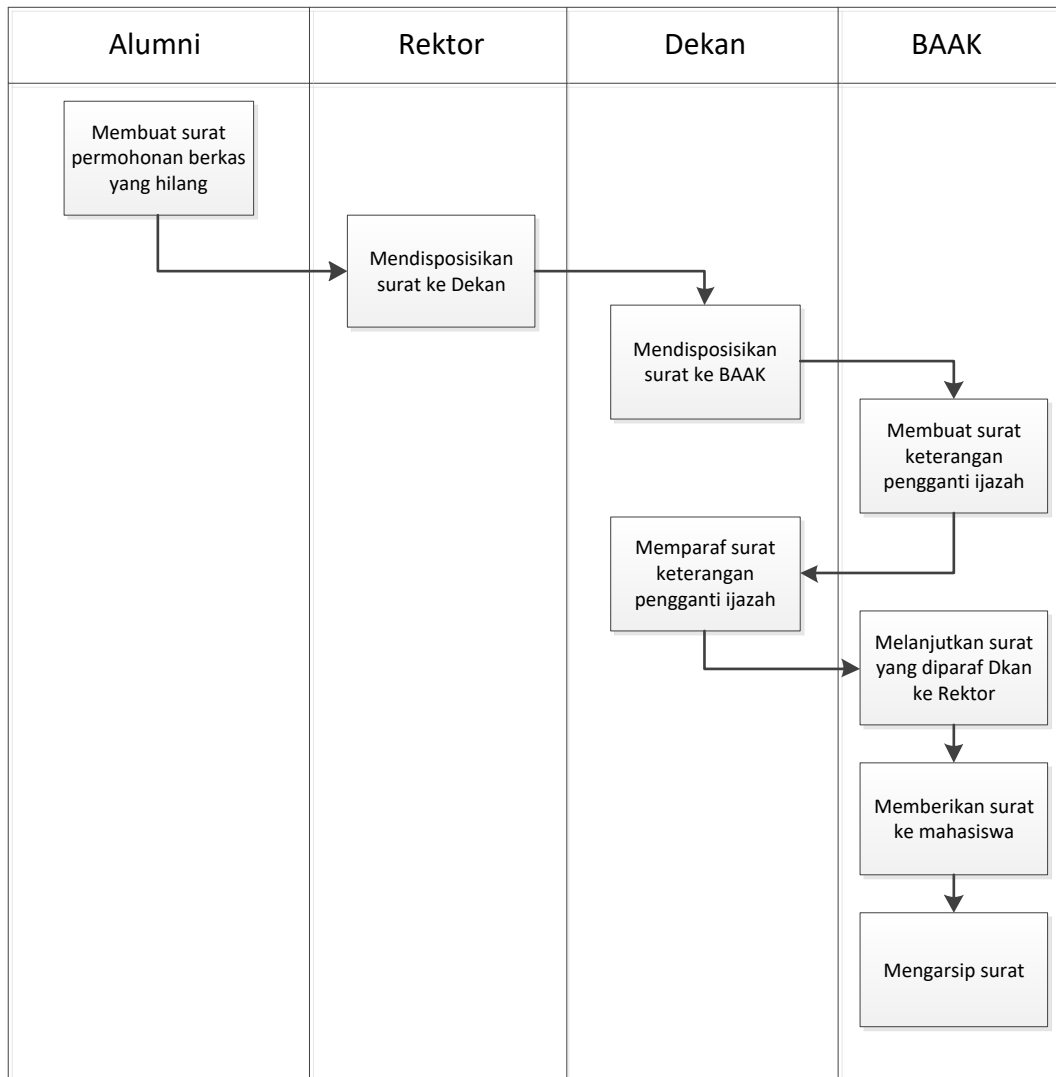 Alumni
Rektor
Dekan
BAAK
Membuat surat
permohonan berkas
yang hilang
Mendisposisikan
surat ke Dekan
Mendisposisikan
surat ke BAAK
Membuat surat
keterangan
pengganti ijazah
Memparaf surat
keterangan
pengganti ijazah
Melanjutkan surat
yang diparaf Dkan
ke Rektor
Memberikan surat
ke mahasiswa
Mengarsip surat